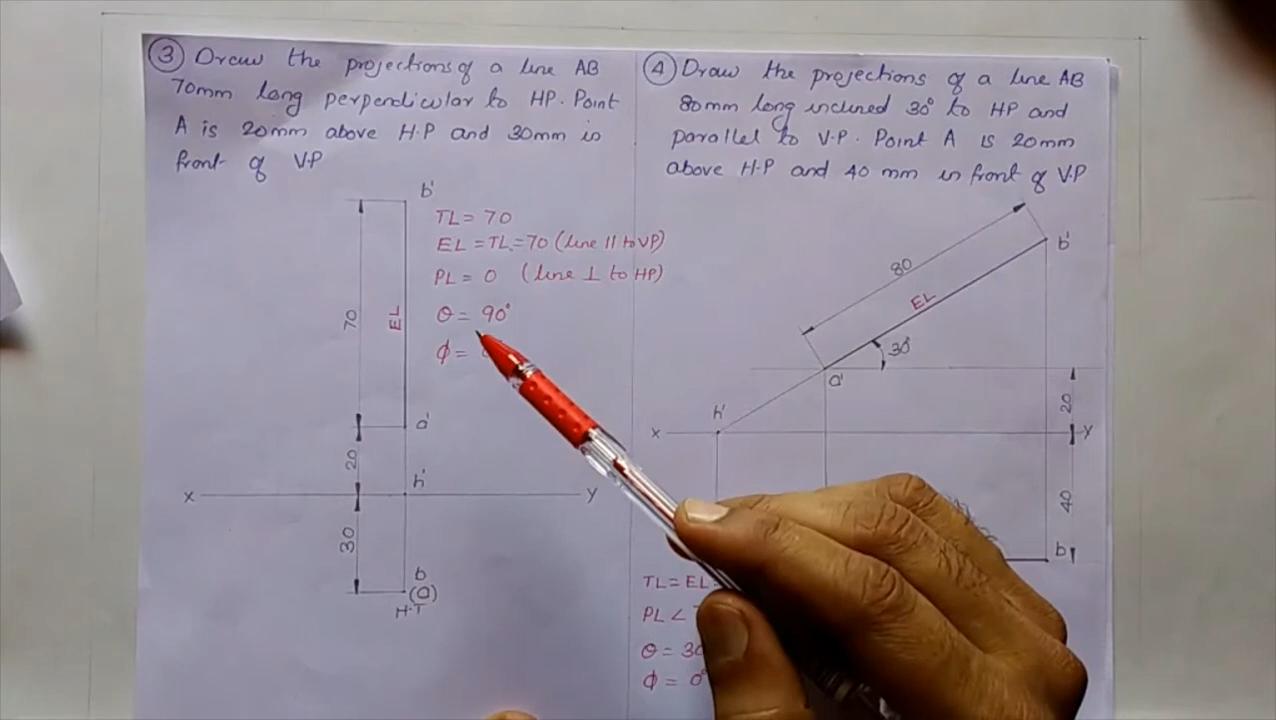 ③ Draw the projections of a line AB
70mm long perpendicular to HP. Point
A is 20mm above H.P and 30mm in
front of V.P
b'
TL = 70
EL = TL = 70 (line || to VP)
PL = 0 (line ⊥ to HP)
θ = 90°
ϕ =
70
EL
a'
20
h'
X
Y
30
b
(a)
H.T
④ Draw the projections of a line AB
80mm long inclined 30° to HP and
parallel to V.P. Point A is 20mm
above H.P and 40 mm in front of V.P
b'
80
EL
30°
a'
20
h'
X
Y
40
b
TL = EL =
PL <
θ = 30
ϕ = 0°